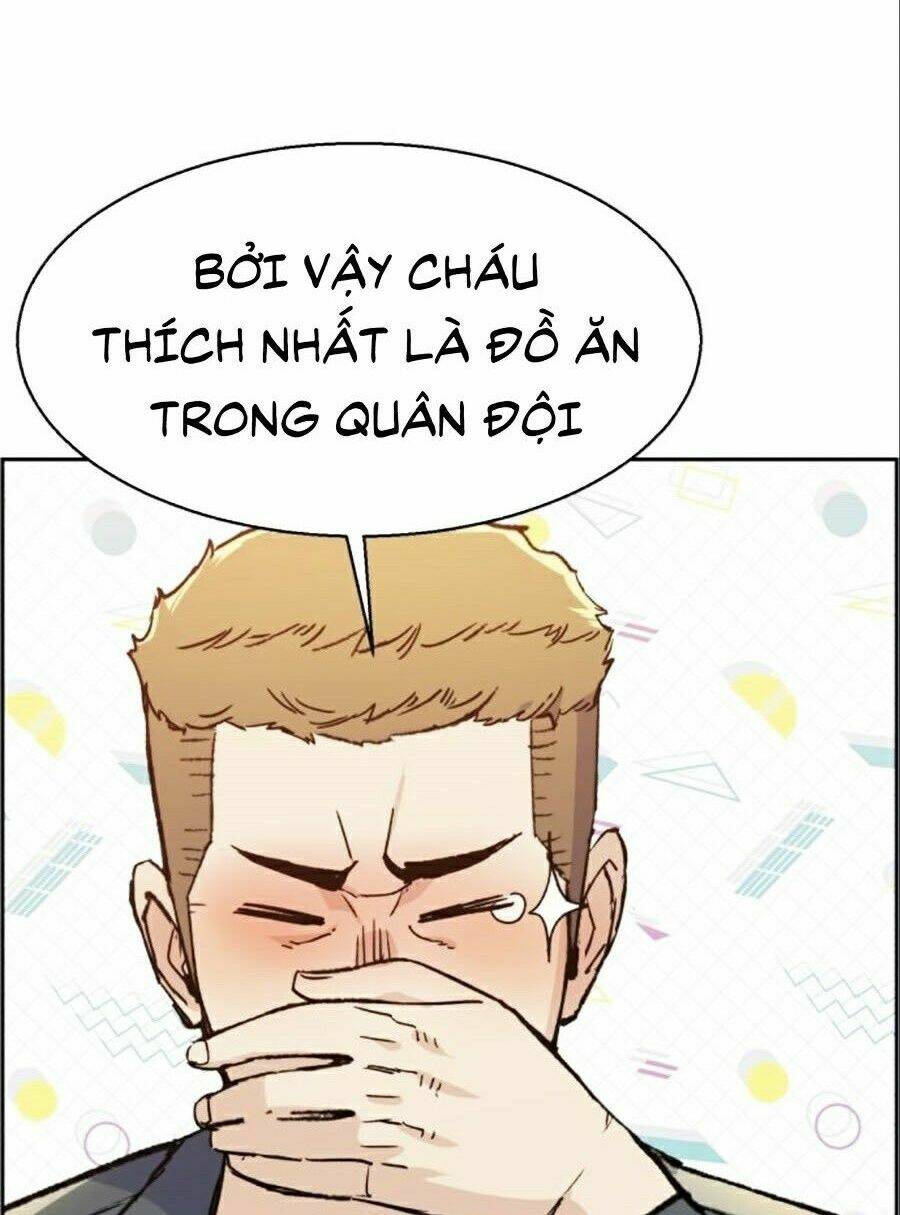 BỞI VẬY CHÁU
THÍCH NHẤT LÀ ĐỒ ĂN
TRONG QUÂN ĐỘI